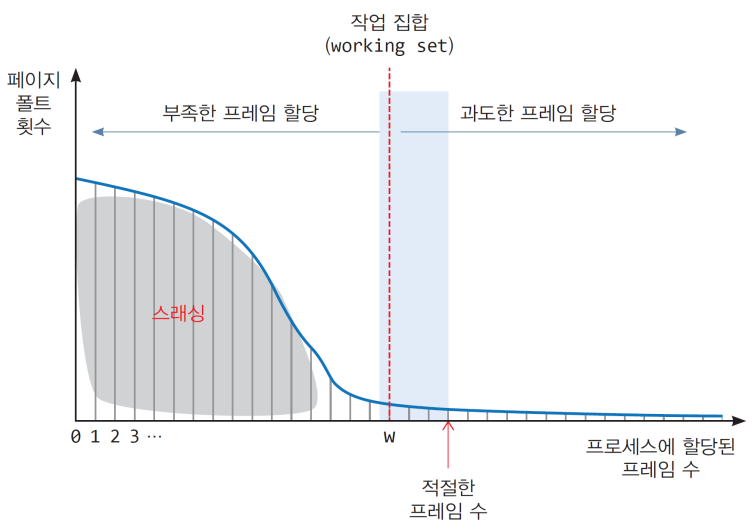 작업 집합
(working set)
페이지
폴트
횟수
부족한 프레임 할당
과도한 프레임 할당
스래싱
0 1 2 3 ···
W
프로세스에 할당된
프레임 수
적절한
프레임 수